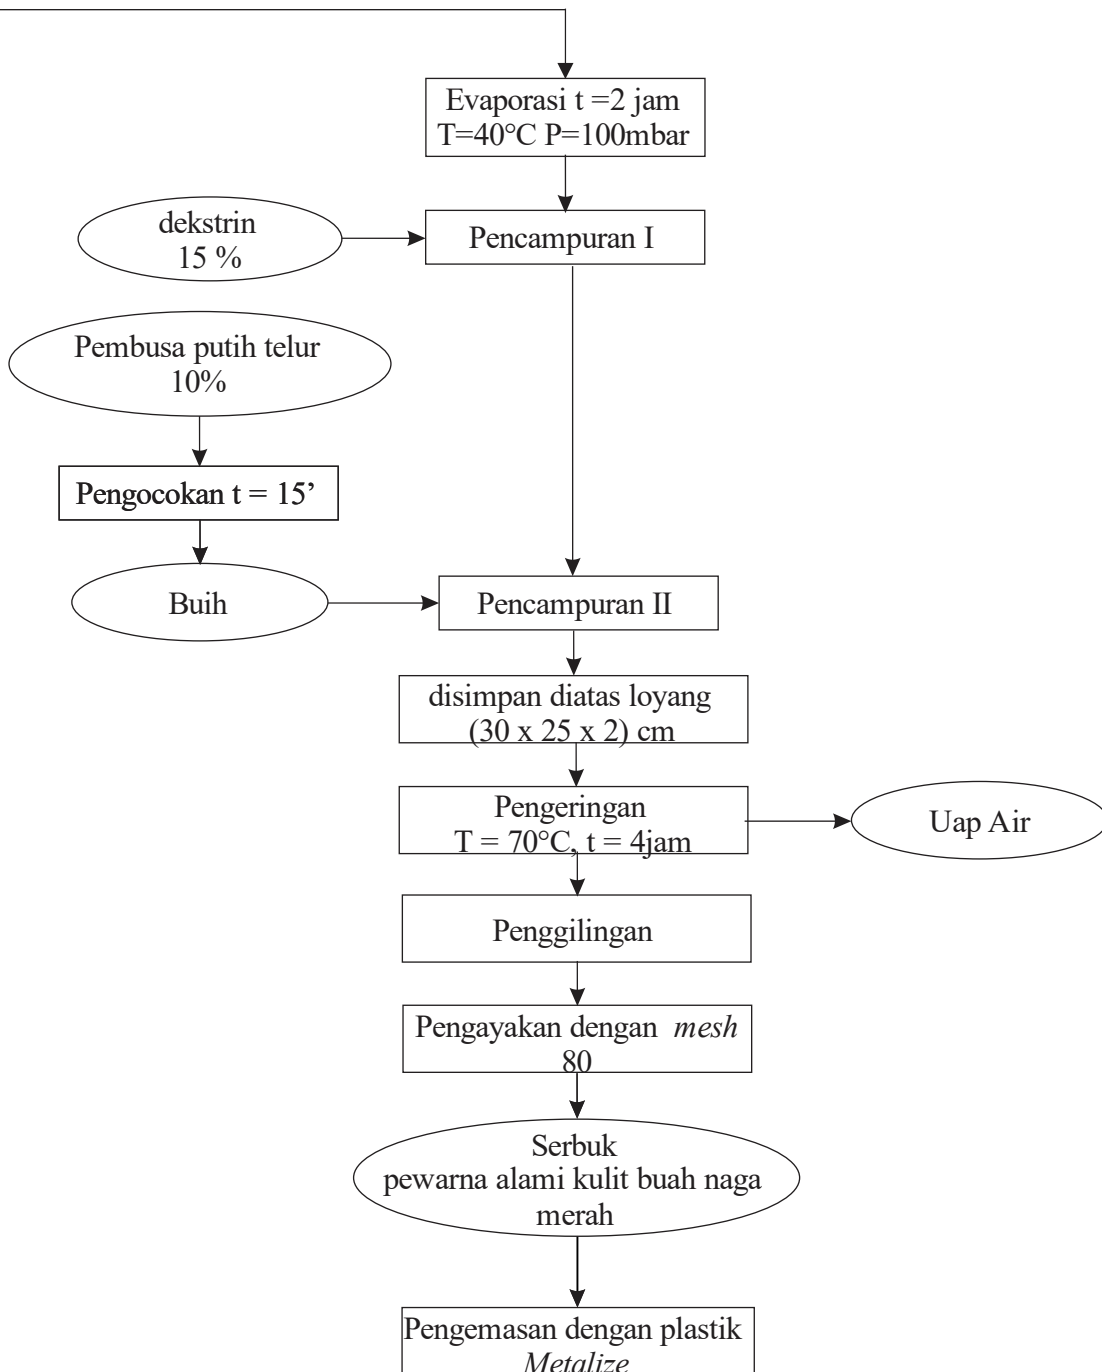 Evaporasi t =2 jam
T=40°C P=100mbar
dekstrin
15 %
Pencampuran I
Pembusa putih telur
10%
Pengocokan t = 15’
Buih
Pencampuran II
disimpan diatas loyang
(30 x 25 x 2) cm
Pengeringan
T = 70°C, t = 4jam
Uap Air
Penggilingan
Pengayakan dengan mesh
80
Serbuk
pewarna alami kulit buah naga
merah
Pengemasan dengan plastik
Metalize